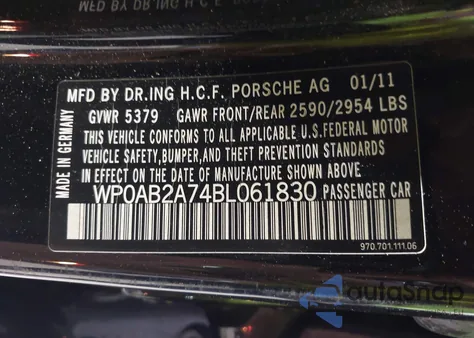 MFD BY DR.ING H.C.F. PORSCHE AG 01/11
GVWR 5379 GAWR FRONT/REAR 2590/2954 LBS
THIS VEHICLE CONFORMS TO ALL APPLICABLE U.S.FEDERAL MOTOR
VEHICLE SAFETY,BUMPER,AND THEFT PREVENTION STANDARDS
IN EFFECT ON THE DATE OF MANUFACTURE SHOWN ABOVE
WP0AB2A74BL061830 PASSENGER CAR
MADE IN GERMANY
970.701.111.06
autoSnap